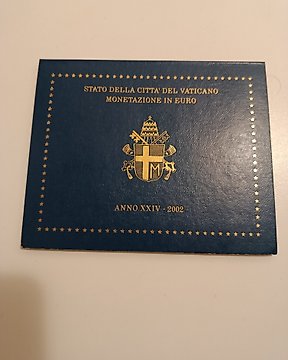 STATO DELLA CITTA' DEL VATICANO
MONETAZIONE IN EURO
M
ANNO XXIV - 2002